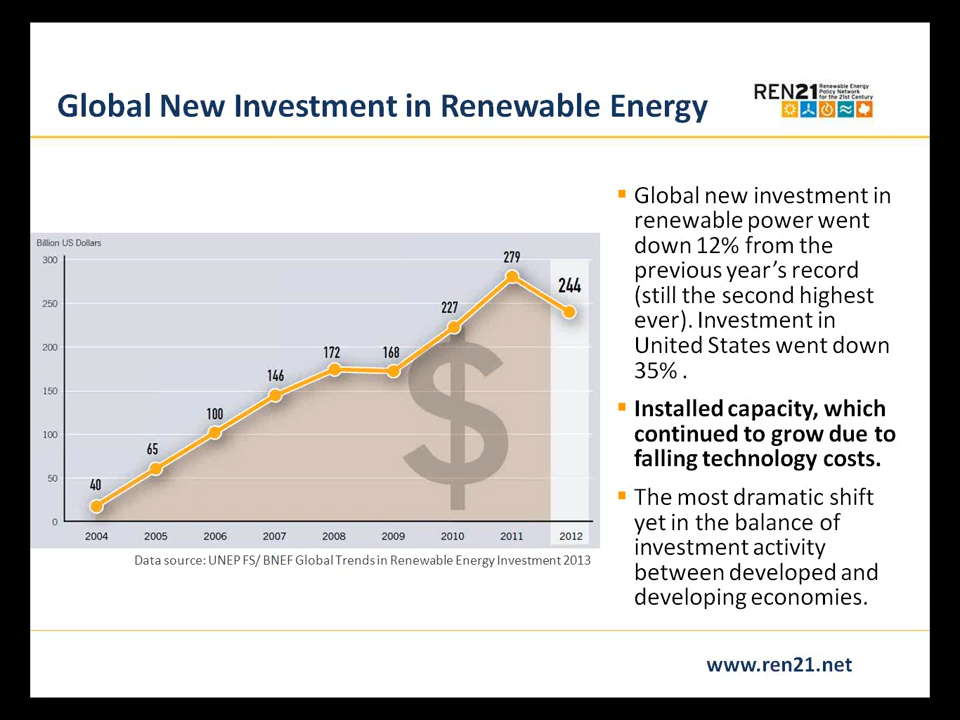 Global New Investment in Renewable Energy
REN21
Renewable Energy
Policy Network
for the 21st Century
Billion US Dollars
300
250
200
150
100
50
0
40
65
100
146
172
168
227
279
244
$
2004 2005 2006 2007 2008 2009 2010 2011 2012
Data source: UNEP FS/ BNEF Global Trends in Renewable Energy Investment 2013
▪ Global new investment in
renewable power went
down 12% from the
previous year’s record
(still the second highest
ever). Investment in
United States went down
35% .
▪ Installed capacity, which
continued to grow due to
falling technology costs.
▪ The most dramatic shift
yet in the balance of
investment activity
between developed and
developing economies.
www.ren21.net